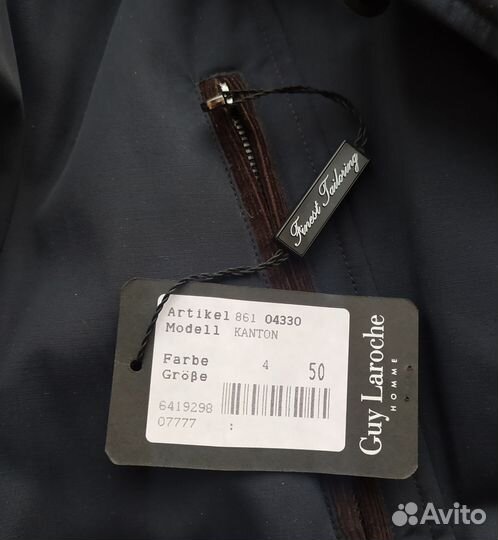 Finest Tailoring
Artikel 861 04330
Modell KANTON
Farbe 4 50
Größe
6419298
07777 :
Guy Laroche
HOMME
Avito